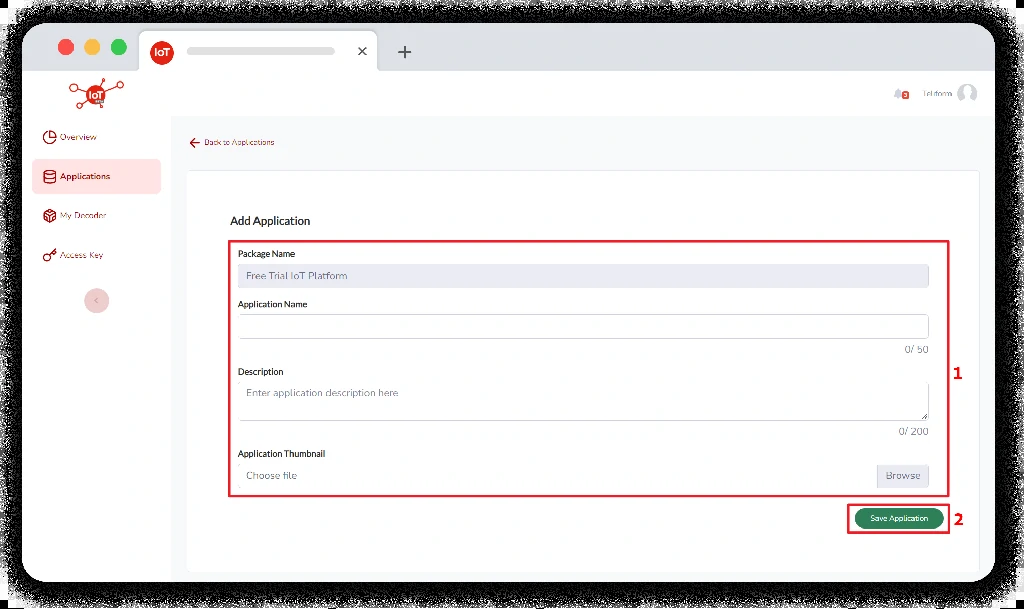 IoT
IoT
3
Overview
Back to Applications
Applications
Add Application
My Decoder
Package Name
Access Key
Free Trial IoT Platform
Application Name
0/ 50
Description
1
Enter application description here
0/ 200
Application Thumbnail
Choose file
Browse
Save Application
2